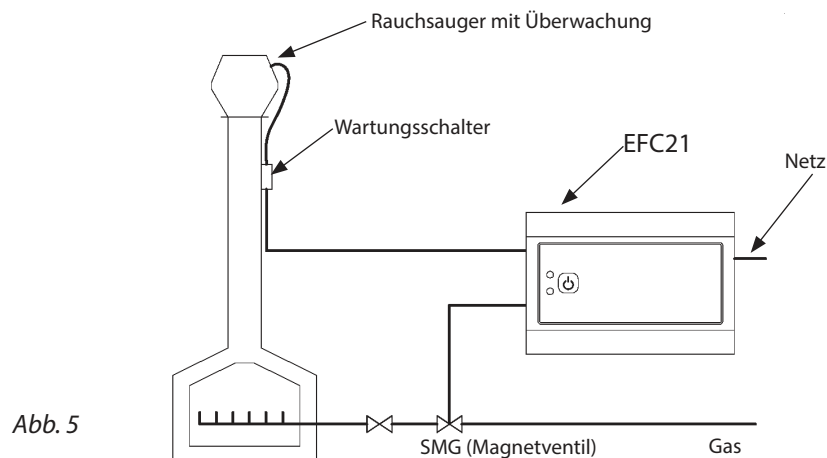 Rauchsauger mit Überwachung
Wartungsschalter
EFC21
Netz
Abb. 5
SMG (Magnetventil)
Gas